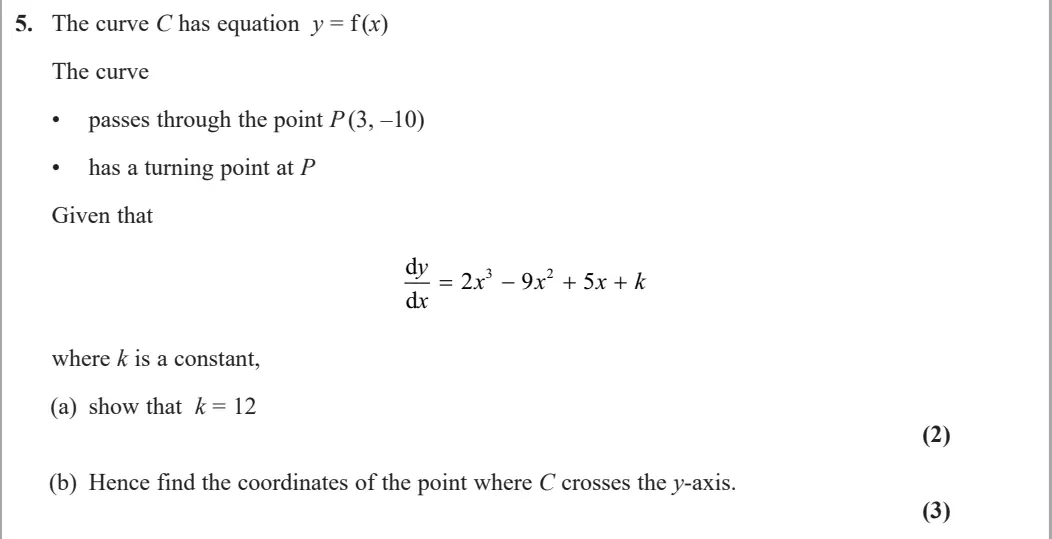 5. The curve C has equation y = f(x)
The curve
• passes through the point P(3, –10)
• has a turning point at P
Given that
dy/dx = 2x³ − 9x² + 5x + k
where k is a constant,
(a) show that k = 12
(2)
(b) Hence find the coordinates of the point where C crosses the y-axis.
(3)